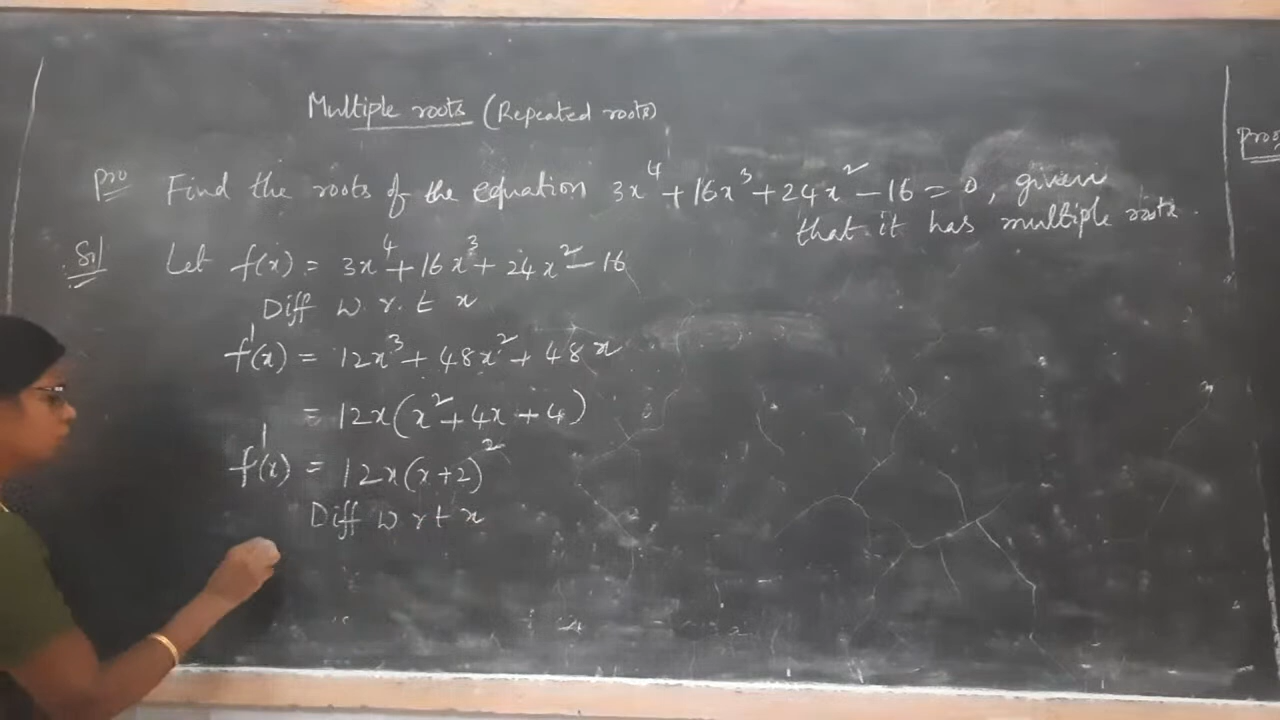 Multiple roots (Repeated roots)
Pro Find the roots of the equation 3x⁴+16x³+24x²-16=0, given
that it has multiple roots.
Sol Let f(x) = 3x⁴+16x³+24x²-16
Diff w.r.t x
f'(x) = 12x³+48x²+48x
= 12x(x²+4x+4)
f'(x) = 12x(x+2)²
Diff w r t x